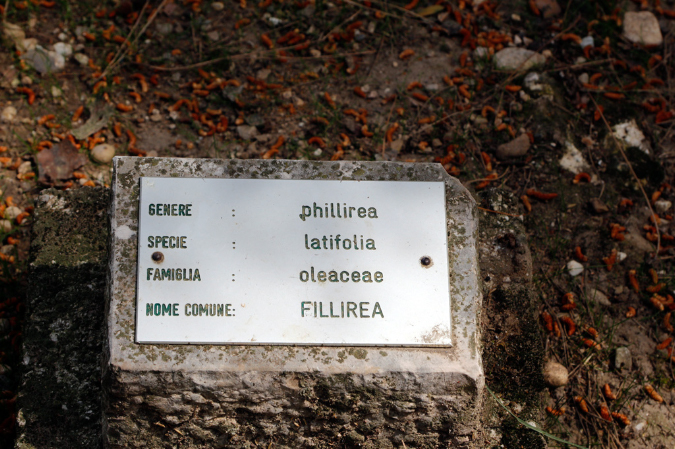 GENERE : phillirea
SPECIE : latifolia
FAMIGLIA : oleaceae
NOME COMUNE: FILLIREA